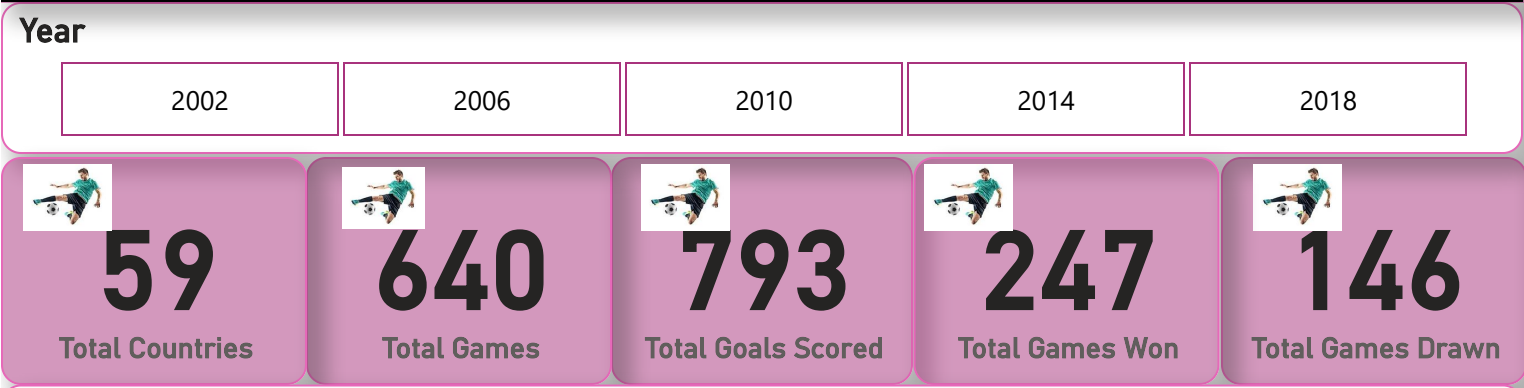 Year
2002 2006 2010 2014 2018
59 640 793 247 146
Total Countries Total Games Total Goals Scored Total Games Won Total Games Drawn